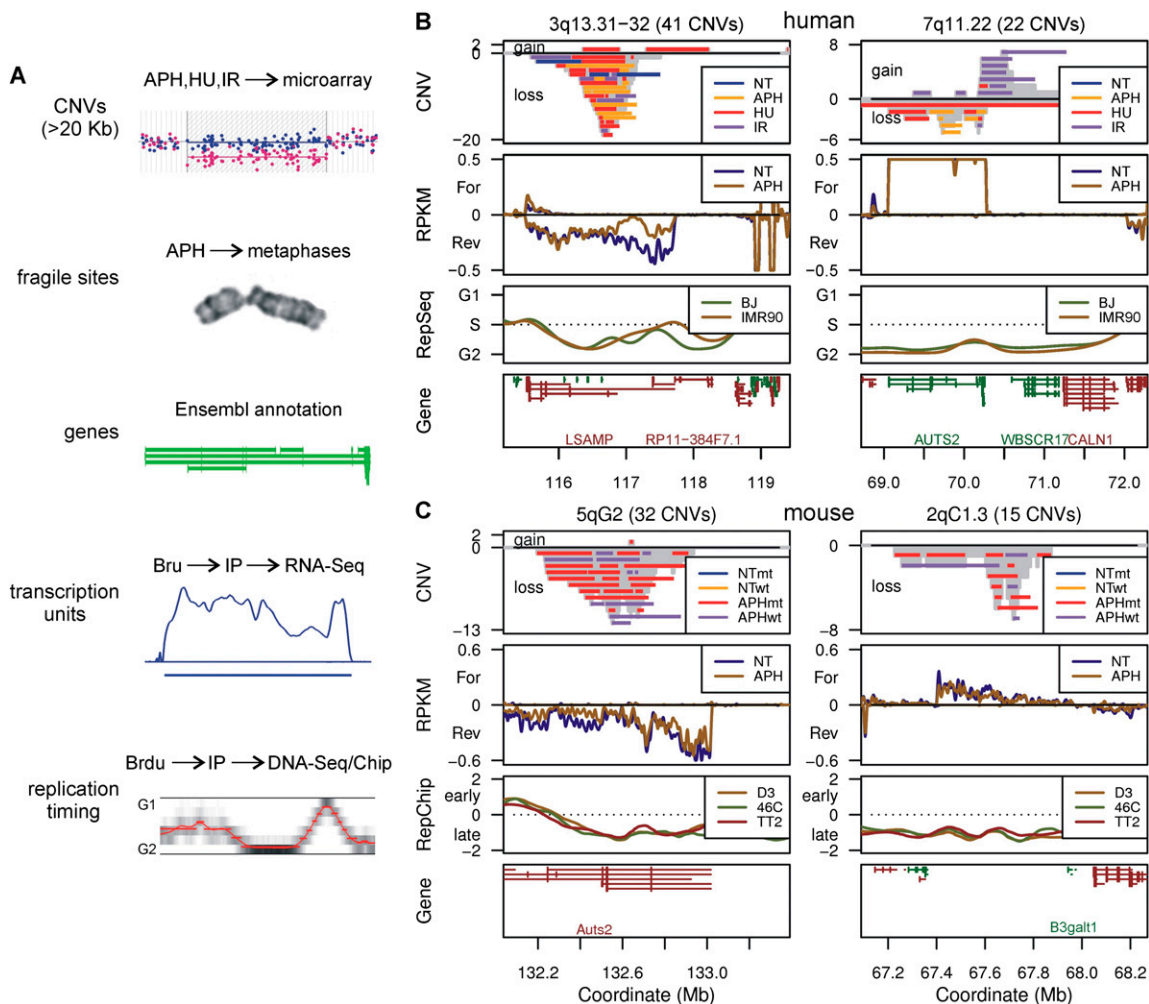 A
APH,HU,IR → microarray
CNVs
(>20 Kb)
APH → metaphases
fragile sites
Ensembl annotation
genes
Bru → IP → RNA-Seq
transcription
units
Brdu → IP → DNA-Seq/Chip
replication
timing
G1
G2
B
human
3q13.31−32 (41 CNVs)
CNV
2
0
−20
gain
loss
NT
APH
HU
IR
RPKM
0.5
For
0
Rev
−0.5
NT
APH
RepSeq
G1
S
G2
BJ
IMR90
Gene
LSAMP
RP11−384F7.1
116
117
118
119
7q11.22 (22 CNVs)
8
gain
0
loss
−6
NT
APH
HU
IR
0.5
For
0
Rev
−0.5
NT
APH
G1
S
G2
BJ
IMR90
AUTS2
WBSCR17
CALN1
69.0
70.0
71.1
72.2
C
mouse
5qG2 (32 CNVs)
CNV
2
gain
0
loss
−13
NTmt
NTwt
APHmt
APHwt
RPKM
0.6
For
0
Rev
−0.6
NT
APH
RepChip
2
early
0
late
−2
D3
46C
TT2
Gene
Auts2
132.2
132.6
133.0
Coordinate (Mb)
2qC1.3 (15 CNVs)
0
loss
−8
NTmt
NTwt
APHmt
APHwt
0.6
For
0
Rev
−0.6
NT
APH
2
early
0
late
−2
D3
46C
TT2
B3galt1
67.2
67.4
67.6
67.8
68.0
68.2
Coordinate (Mb)